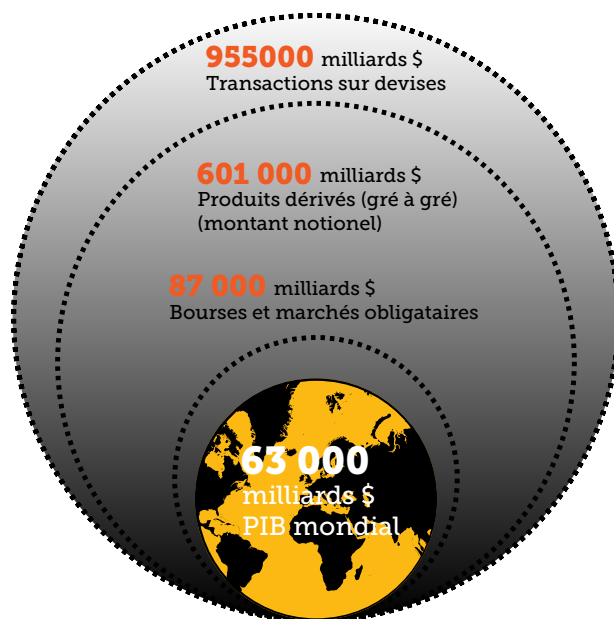 955000 milliards $
Transactions sur devises
601 000 milliards $
Produits dérivés (gré à gré)
(montant notionel)
87 000 milliards $
Bourses et marchés obligataires
63 000
milliards $
PIB mondial